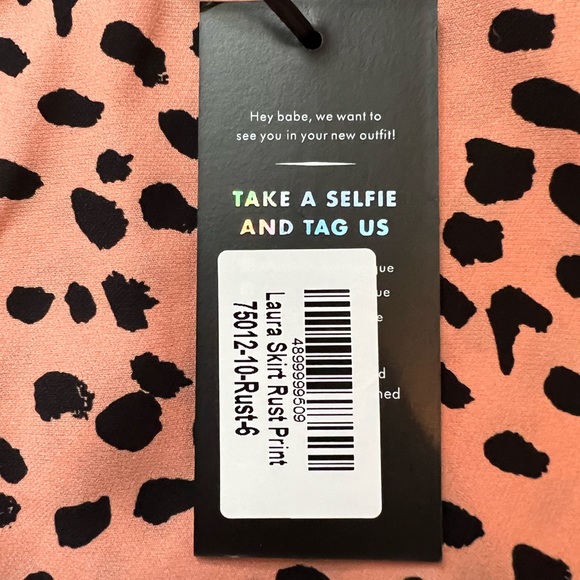 Hey babe, we want to
see you in your new outfit!
TAKE A SELFIE
AND TAG US
Laura Skirt Rust Print
75012-10-Rust-6
4899999509